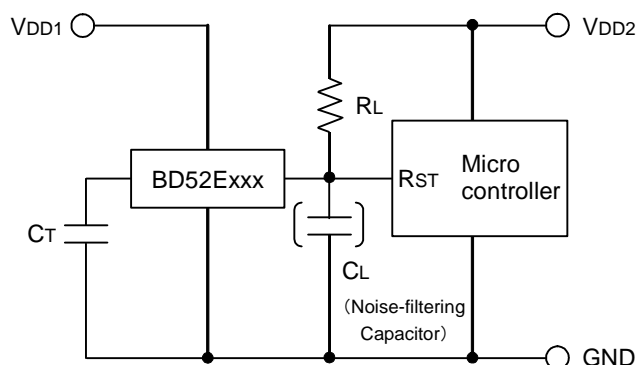 VDD1
VDD2
RL
BD52Exxx
RST
Micro
controller
CT
CL
（Noise-filtering
Capacitor）
GND